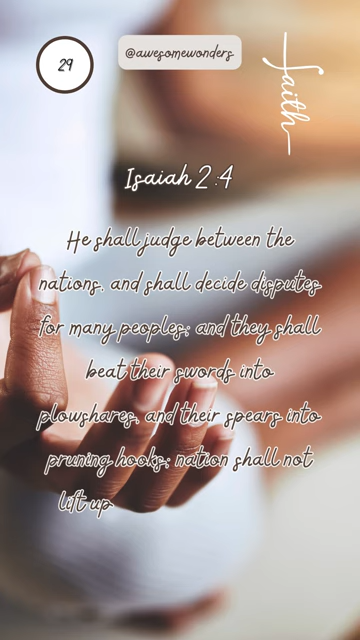 29
@awesomewonders
faith
Isaiah 2:4
He shall judge between the
nations, and shall decide disputes
for many peoples; and they shall
beat their swords into
plowshares, and their spears into
pruning hooks; nation shall not
lift up